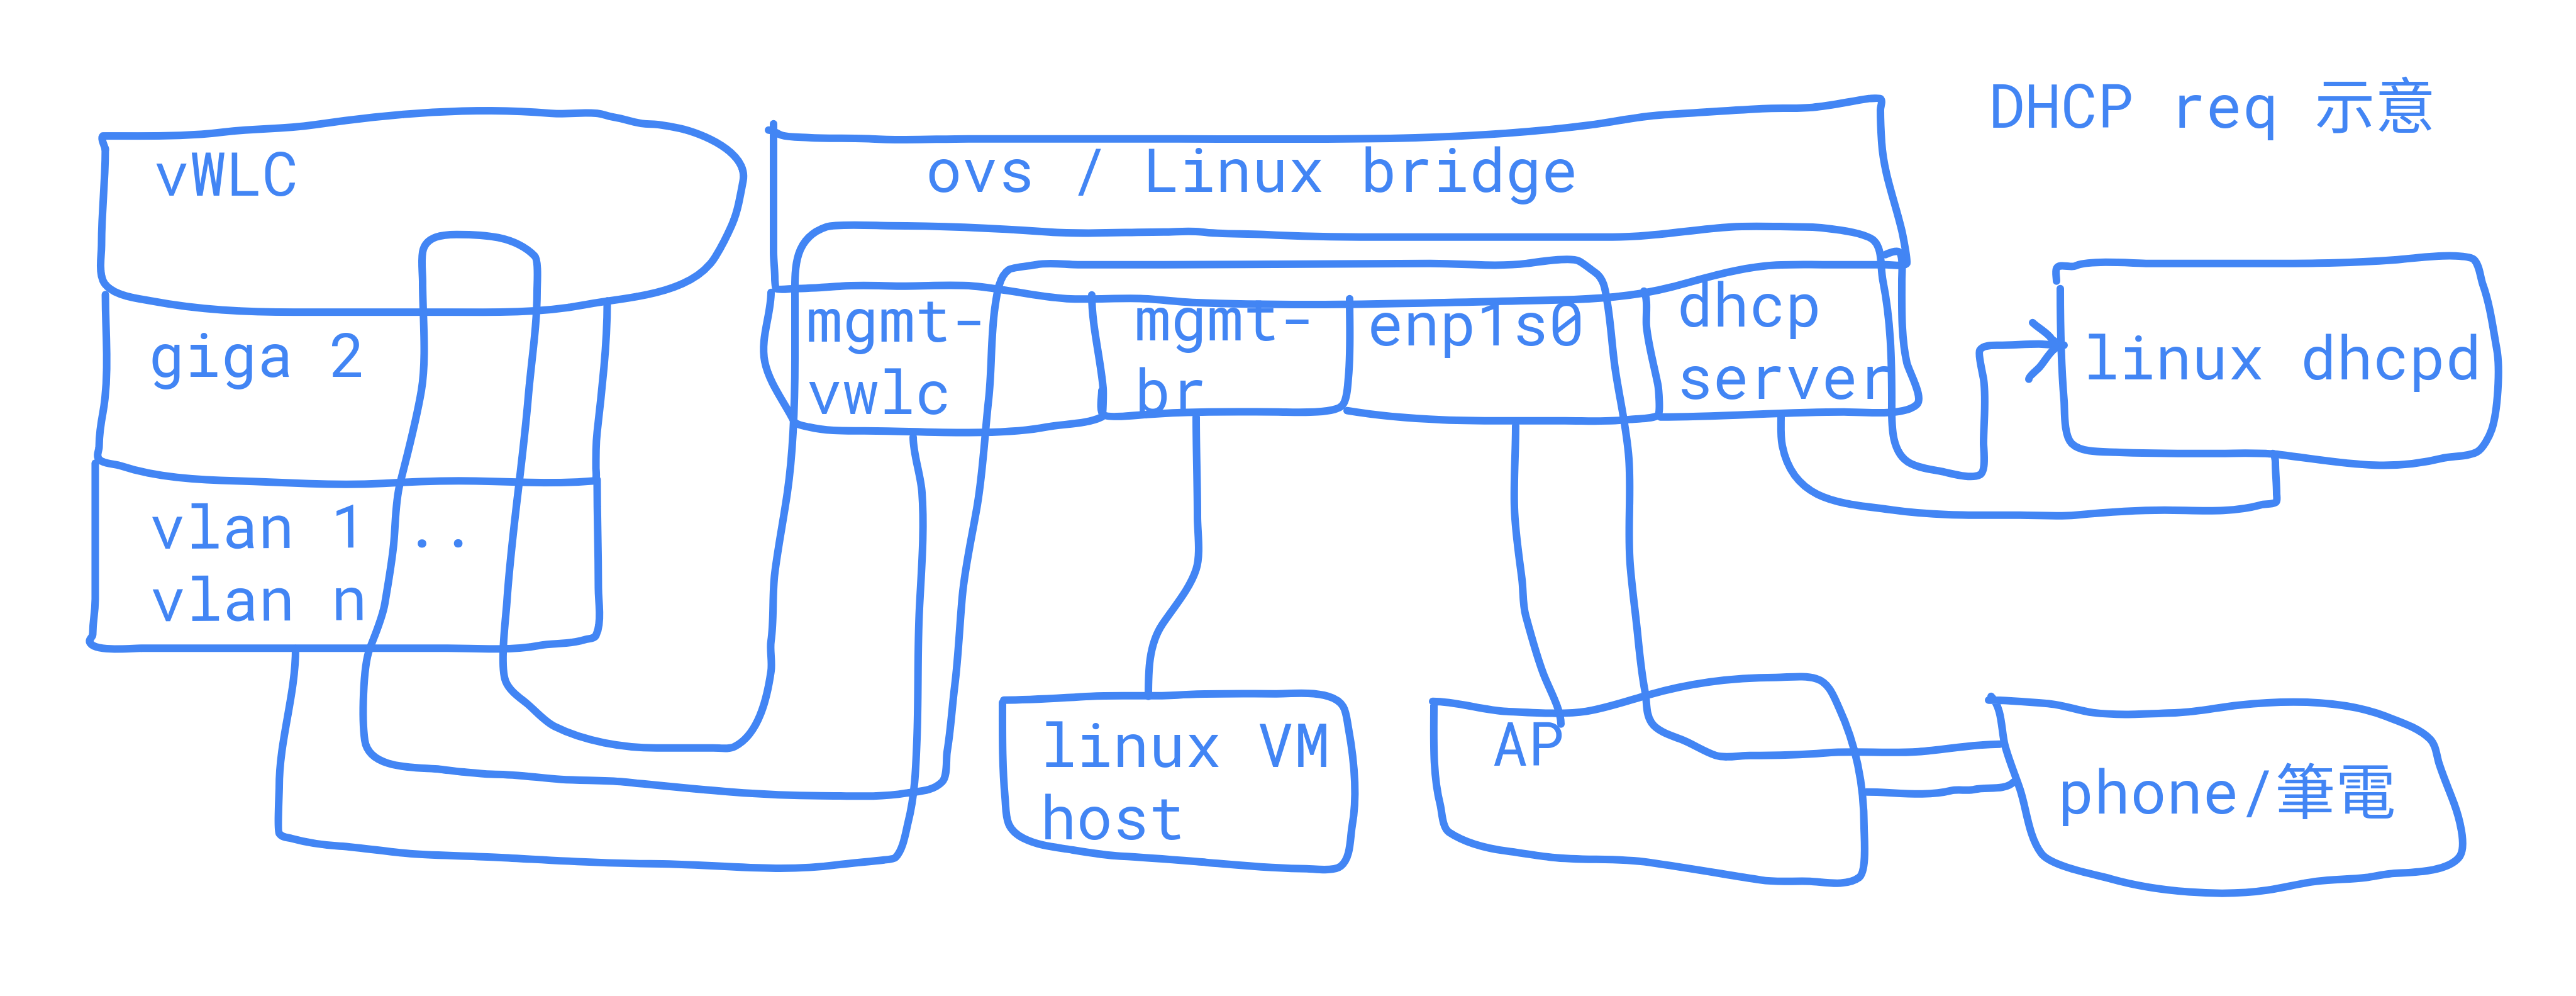 DHCP req 示意
vWLC
ovs / Linux bridge
giga 2
mgmt-
vwlc
mgmt-
br
enp1s0
dhcp
server
linux dhcpd
vlan 1 ..
vlan n
linux VM
host
AP
phone/筆電